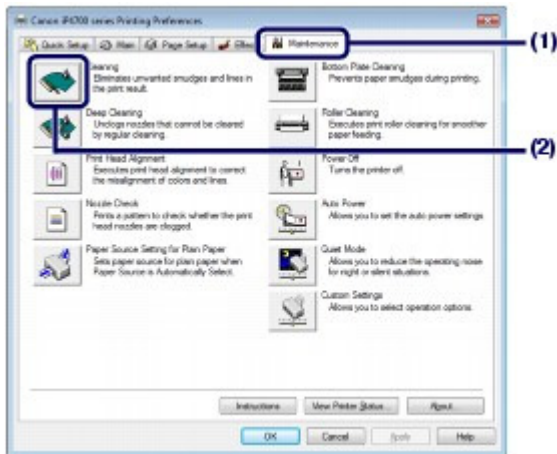 Canon iP4700 series Printing Preferences
Quick Setup
Main
Page Setup
Effects
Maintenance
(1)
Cleaning
Eliminates unwanted smudges and lines in
the print result.
Deep Cleaning
Unclogs nozzles that cannot be cleared
by regular cleaning.
Print Head Alignment
Executes print head alignment to correct
the misalignment of colors and lines.
Nozzle Check
Prints a pattern to check whether the print
head nozzles are clogged.
Paper Source Setting for Plain Paper
Sets paper source for plain paper when
Paper Source is Automatically Select.
Bottom Plate Cleaning
Prevents paper smudges during printing.
Roller Cleaning
Executes print roller cleaning for smoother
paper feeding.
(2)
Power Off
Turns the printer off.
Auto Power
Allows you to set the auto power settings
Quiet Mode
Allows you to reduce the operating noise
for night or silent situations.
Custom Settings
Allows you to select operation options.
Instructions
View Printer Status...
About...
OK
Cancel
Apply
Help